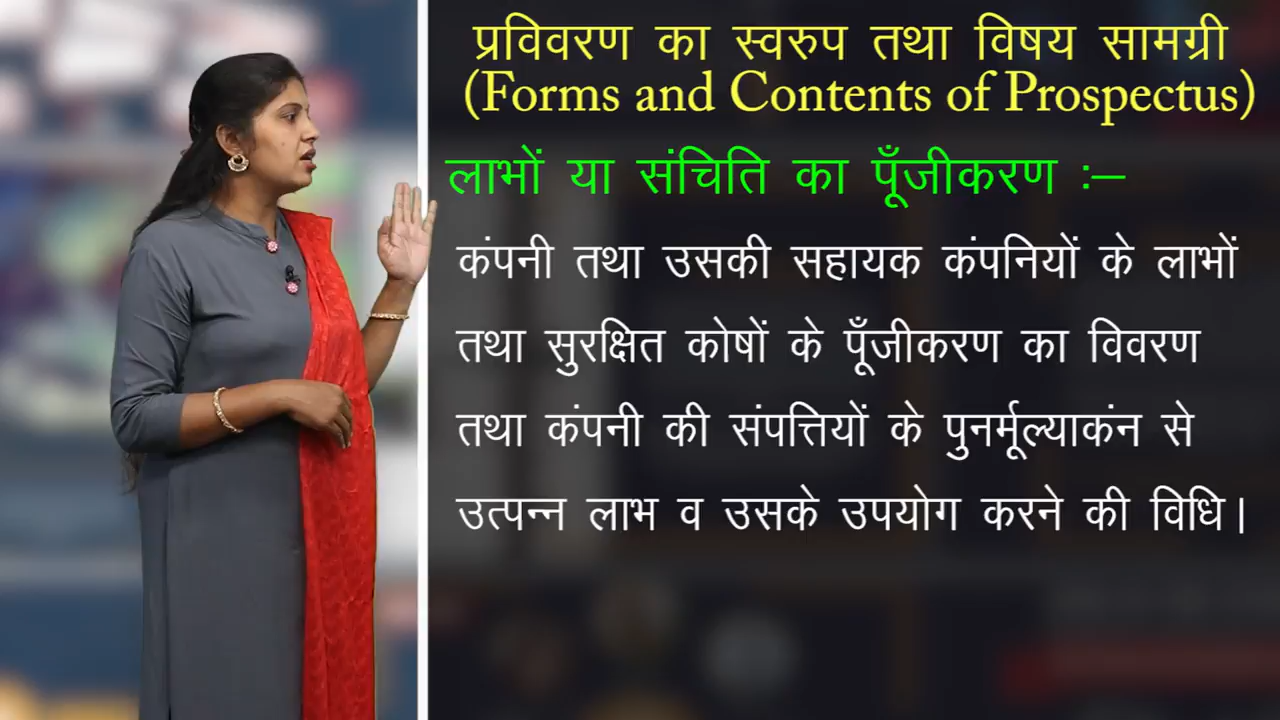 प्रविवरण का स्वरुप तथा विषय सामग्री
(Forms and Contents of Prospectus)
लाभों या संचिति का पूँजीकरण :–
कंपनी तथा उसकी सहायक कंपनियों के लाभों
तथा सुरक्षित कोषों के पूँजीकरण का विवरण
तथा कंपनी की संपत्तियों के पुनर्मूल्याकंन से
उत्पन्न लाभ व उसके उपयोग करने की विधि।